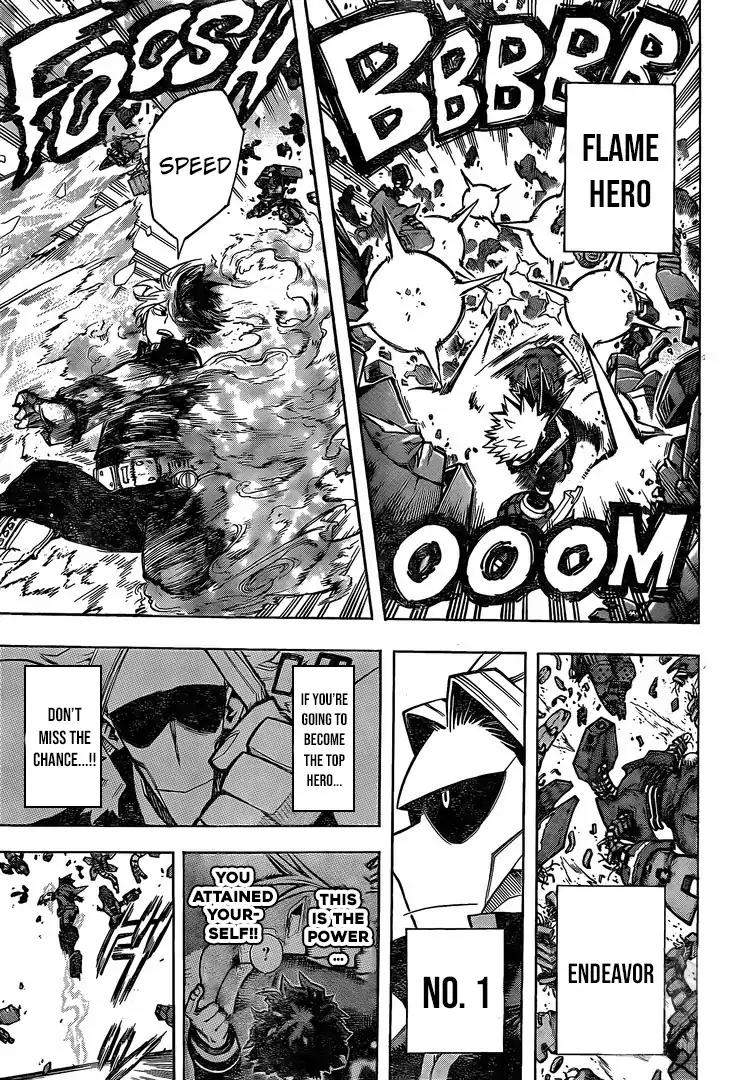 BBBBBB
OOOM
FLAME
HERO
FOOSH
SPEED
ENDEAVOR
NO. 1
IF YOU'RE
GOING TO
BECOME
THE TOP
HERO...
DON'T
MISS THE
CHANCE...!!
THIS
IS THE
POWER
...
YOU
ATTAINED
YOUR-
SELF!!